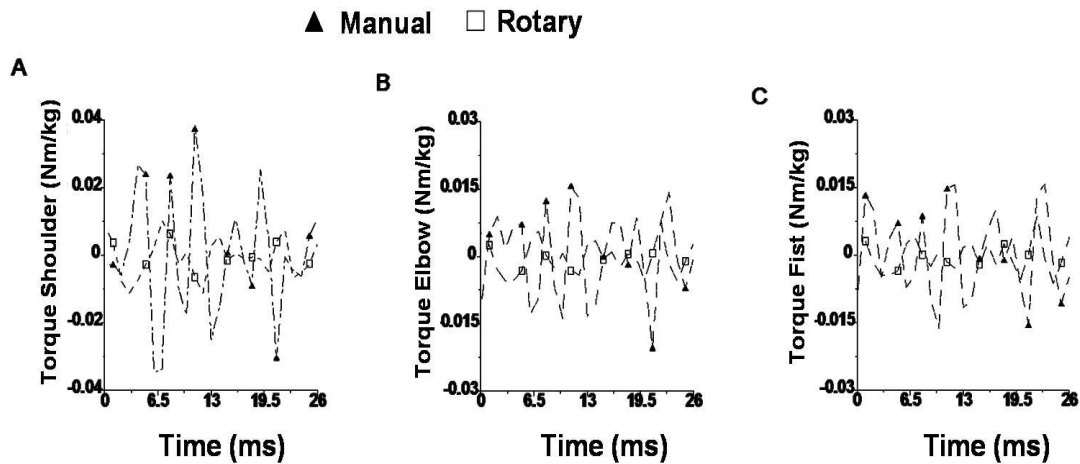 ▲ Manual □ Rotary
A
Torque Shoulder (Nm/kg)
0.04
0.02
0
-0.02
-0.04
0 6.5 13 19.5 26
Time (ms)
B
Torque Elbow (Nm/kg)
0.03
0.015
0
-0.015
-0.03
0 6.5 13 19.5 26
Time (ms)
C
Torque Fist (Nm/kg)
0.03
0.015
0
-0.015
-0.03
0 6.5 13 19.5 26
Time (ms)